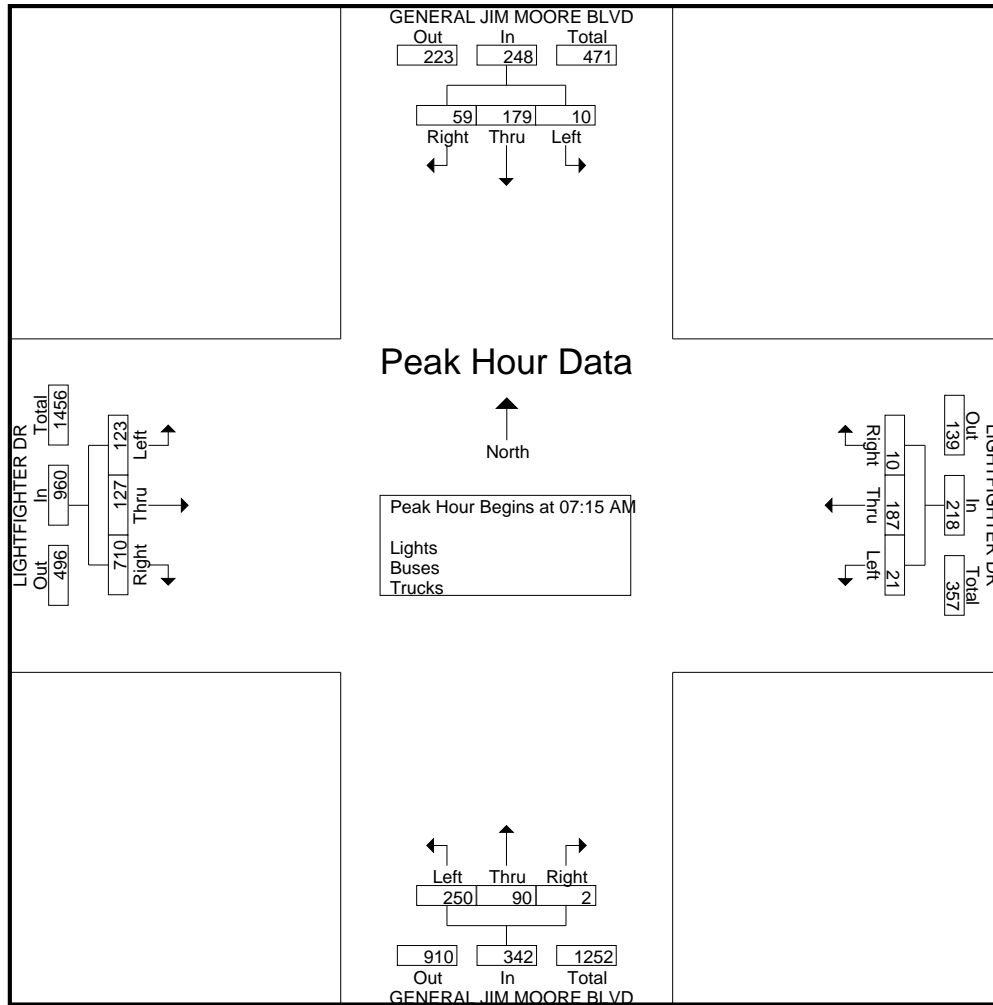 GENERAL JIM MOORE BLVD
Out In Total
223 248 471
59 179 10
Right Thru Left
Peak Hour Data
North
Peak Hour Begins at 07:15 AM
Lights
Buses
Trucks
LIGHTFIGHTER DR
Total In Out
1456 960 496
123 127 710
Left Thru Right
LIGHTFIGHTER DR
Out In Total
139 218 357
10 187 21
Right Thru Left
Left Thru Right
250 90 2
910 342 1252
Out In Total
GENERAL JIM MOORE BLVD